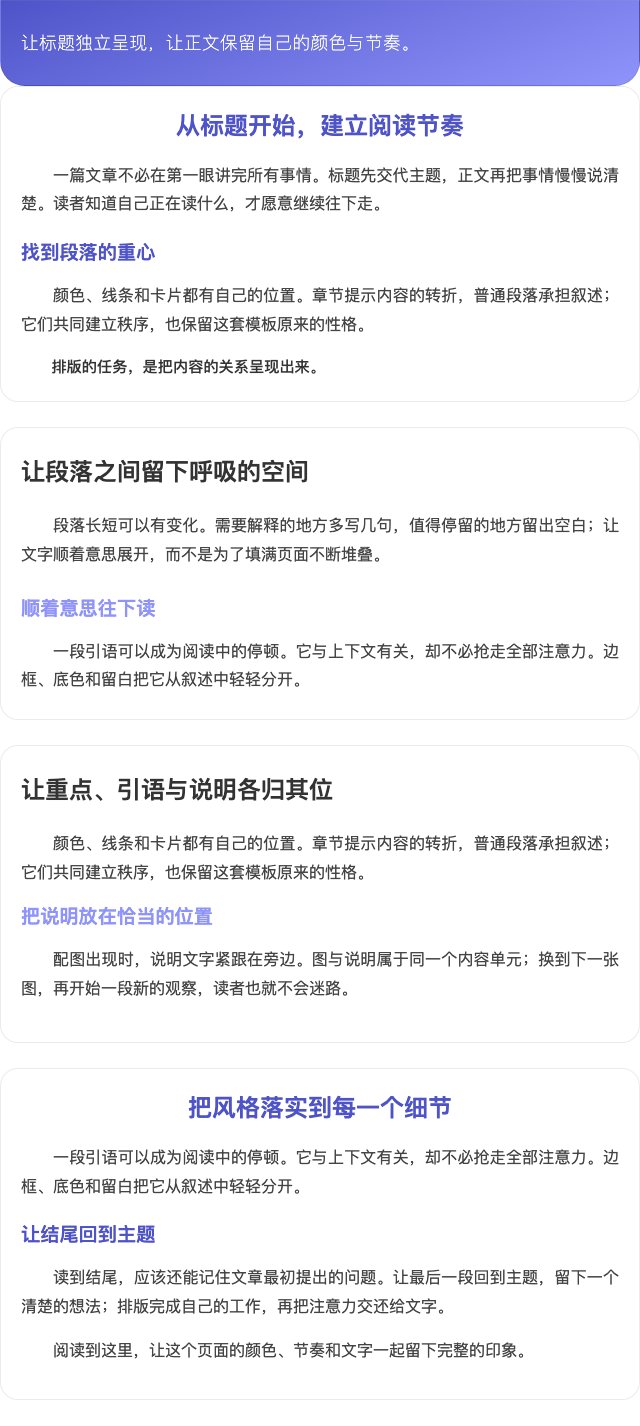 让标题独立呈现，让正文保留自己的颜色与节奏。
从标题开始，建立阅读节奏
一篇文章不必在第一眼讲完所有事情。标题先交代主题，正文再把事情慢慢说清
楚。读者知道自己正在读什么，才愿意继续往下走。
找到段落的重心
颜色、线条和卡片都有自己的位置。章节提示内容的转折，普通段落承担叙述；
它们共同建立秩序，也保留这套模板原来的性格。
排版的任务，是把内容的关系呈现出来。
让段落之间留下呼吸的空间
段落长短可以有变化。需要解释的地方多写几句，值得停留的地方留出空白；让
文字顺着意思展开，而不是为了填满页面不断堆叠。
顺着意思往下读
一段引语可以成为阅读中的停顿。它与上下文有关，却不必抢走全部注意力。边
框、底色和留白把它从叙述中轻轻分开。
让重点、引语与说明各归其位
颜色、线条和卡片都有自己的位置。章节提示内容的转折，普通段落承担叙述；
它们共同建立秩序，也保留这套模板原来的性格。
把说明放在恰当的位置
配图出现时，说明文字紧跟在旁边。图与说明属于同一个内容单元；换到下一张
图，再开始一段新的观察，读者也就不会迷路。
把风格落实到每一个细节
一段引语可以成为阅读中的停顿。它与上下文有关，却不必抢走全部注意力。边
框、底色和留白把它从叙述中轻轻分开。
让结尾回到主题
读到结尾，应该还能记住文章最初提出的问题。让最后一段回到主题，留下一个
清楚的想法；排版完成自己的工作，再把注意力交还给文字。
阅读到这里，让这个页面的颜色、节奏和文字一起留下完整的印象。